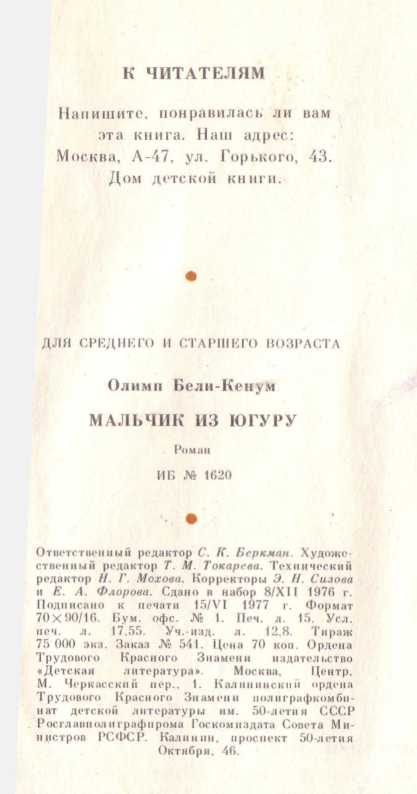 К ЧИТАТЕЛЯМ
Напишите, понравилась ли вам
эта книга. Наш адрес:
Москва, А-47, ул. Горького, 43.
Дом детской книги.
ДЛЯ СРЕДНЕГО И СТАРШЕГО ВОЗРАСТА
Олимп Бели-Кенум
МАЛЬЧИК ИЗ ЮГУРУ
Роман
ИБ № 1620
Ответственный редактор С. К. Беркман. Художе-
ственный редактор Т. М. Токарева. Технический
редактор Н. Г. Мохова. Корректоры Э. Н. Сизова
и Е. А. Флорова. Сдано в набор 8/XII 1976 г.
Подписано к печати 15/VI 1977 г. Формат
70×90/16. Бум. офс. № 1. Печ. л. 15. Усл.
печ. л. 17,55. Уч.-изд. л. 12,8. Тираж
75 000 экз. Заказ № 541. Цена 70 коп. Ордена
Трудового Красного Знамени издательство
«Детская литература». Москва, Центр,
М. Черкасский пер., 1. Калининский ордена
Трудового Красного Знамени полиграфкомби-
нат детской литературы им. 50-летия СССР
Росглавполиграфпрома Госкомиздата Совета Ми-
нистров РСФСР. Калинин, проспект 50-летия
Октября, 46.